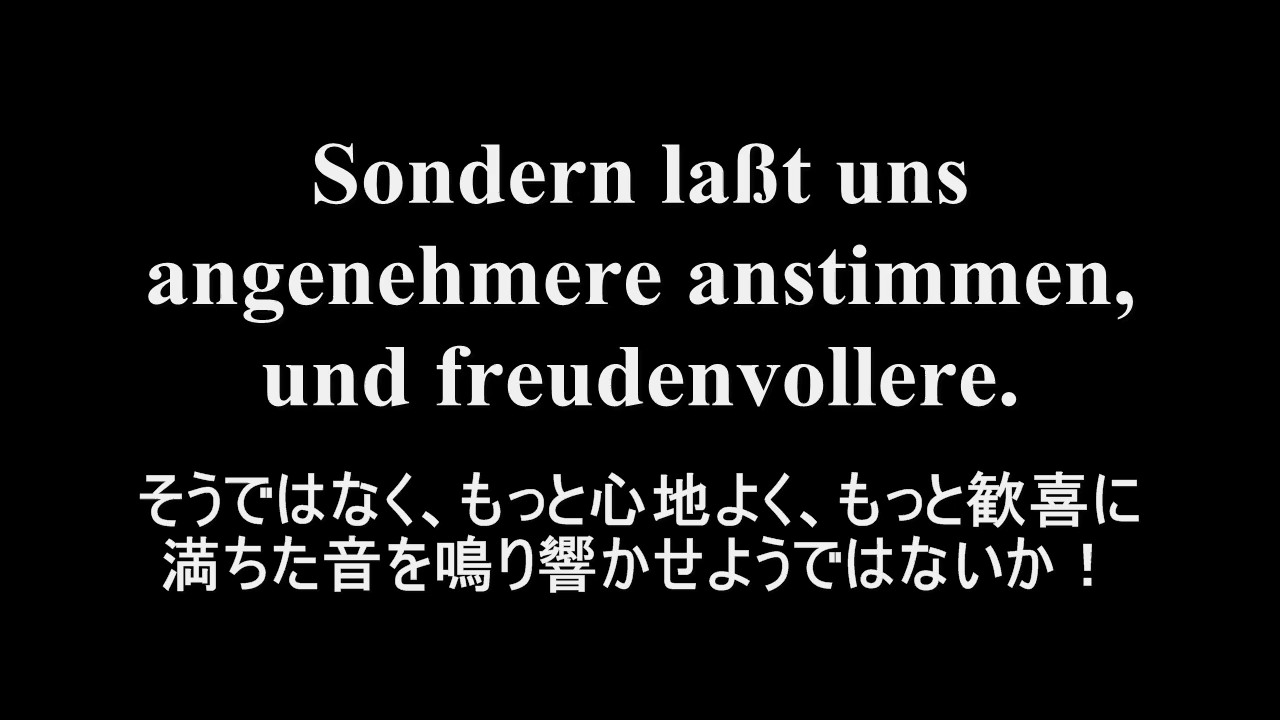 Sondern laßt uns
angenehmere anstimmen,
und freudenvollere.
そうではなく、もっと心地よく、もっと歓喜に
満ちた音を鳴り響かせようではないか！